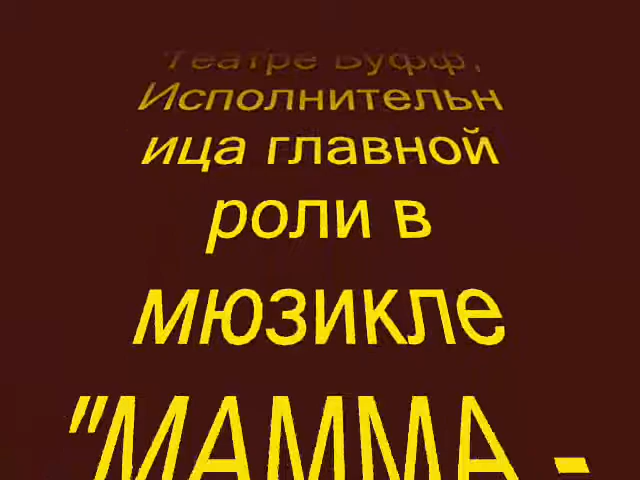 Театре Буфф,
Исполнительн
ица главной
роли в
мюзикле
"МАММА -